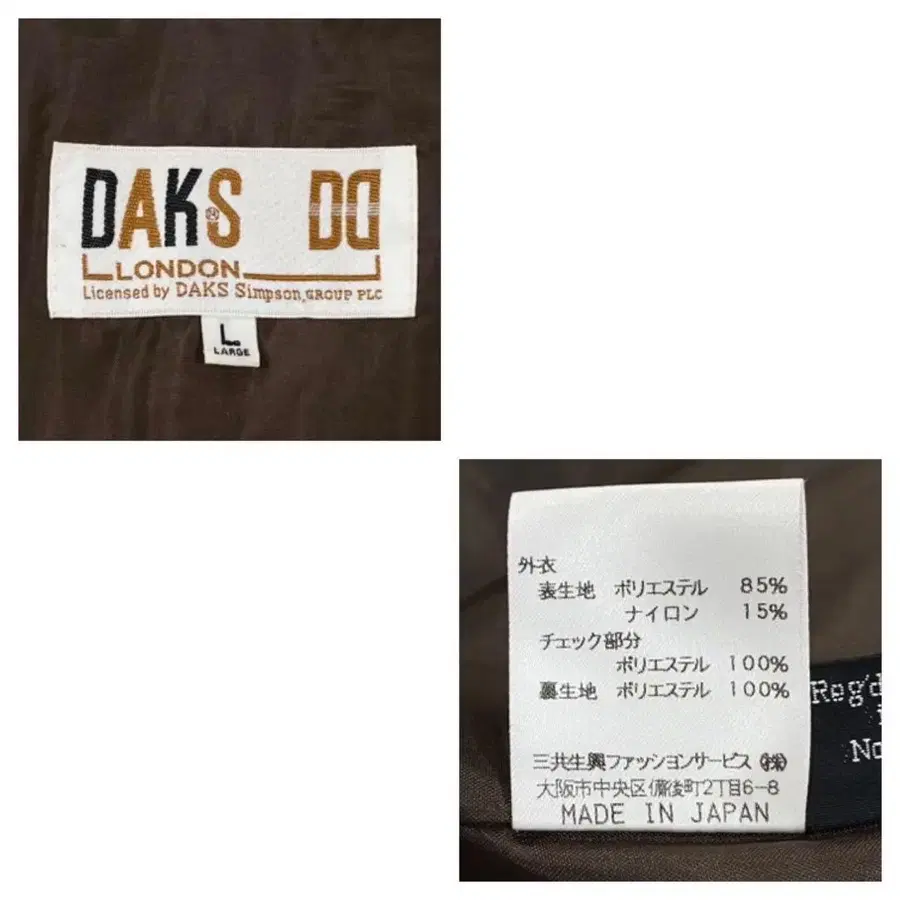 DAKS DD
LONDON
Licensed by DAKS Simpson, GROUP PLC
L
LARGE
外衣
表生地 ポリエステル 85%
ナイロン 15%
チェック部分
ポリエステル 100%
裏生地 ポリエステル 100%
三共生興ファッションサービス ㈱
大阪市中央区備後町2丁目6-8
MADE IN JAPAN
Reg'd
No